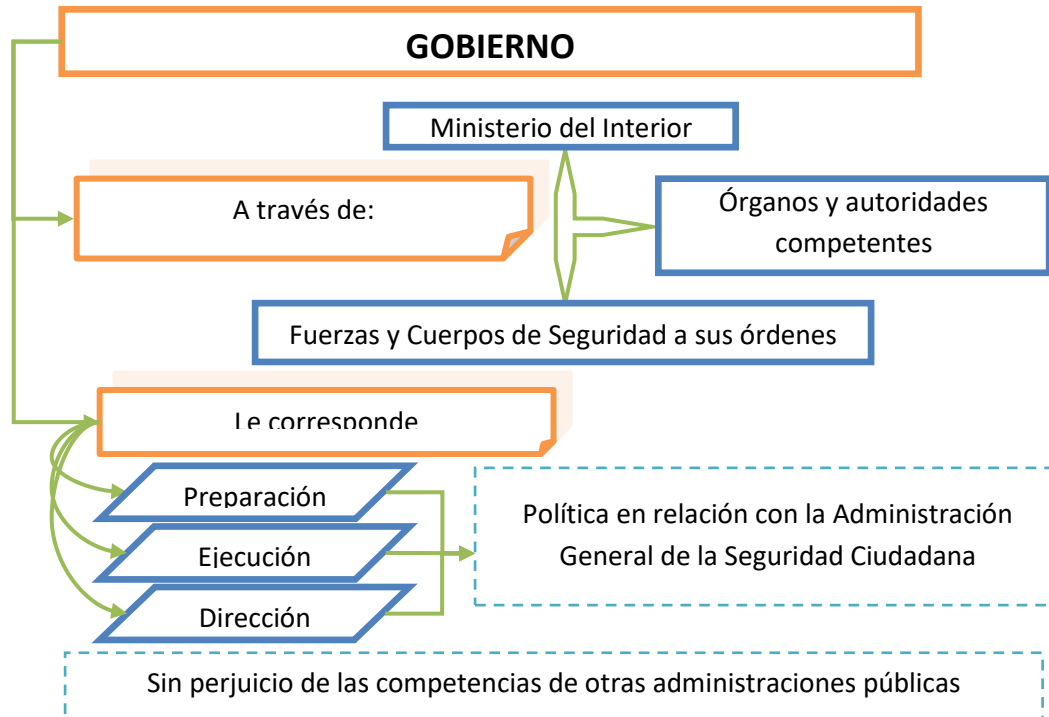 GOBIERNO
Ministerio del Interior
A través de:
Órganos y autoridades
competentes
Fuerzas y Cuerpos de Seguridad a sus órdenes
Le corresponde
Preparación
Ejecución
Dirección
Política en relación con la Administración
General de la Seguridad Ciudadana
Sin perjuicio de las competencias de otras administraciones públicas